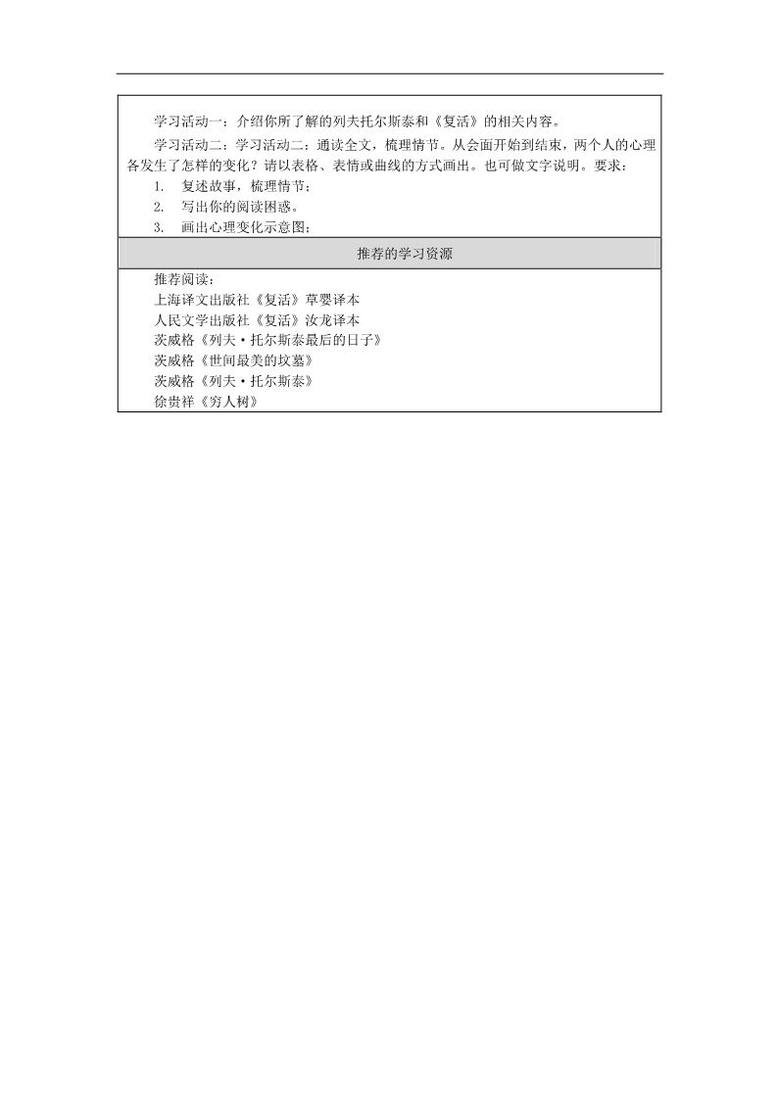 学习活动一：介绍你所了解的列夫托尔斯泰和《复活》的相关内容。
学习活动二：学习活动二：通读全文，梳理情节。从会面开始到结束，两个人的心理
各发生了怎样的变化？请以表格、表情或曲线的方式画出。也可做文字说明。要求：
1. 复述故事，梳理情节；
2. 写出你的阅读困惑。
3. 画出心理变化示意图；
推荐的学习资源
推荐阅读：
上海译文出版社《复活》草婴译本
人民文学出版社《复活》汝龙译本
茨威格《列夫·托尔斯泰最后的日子》
茨威格《世间最美的坟墓》
茨威格《列夫·托尔斯泰》
徐贵祥《穷人树》